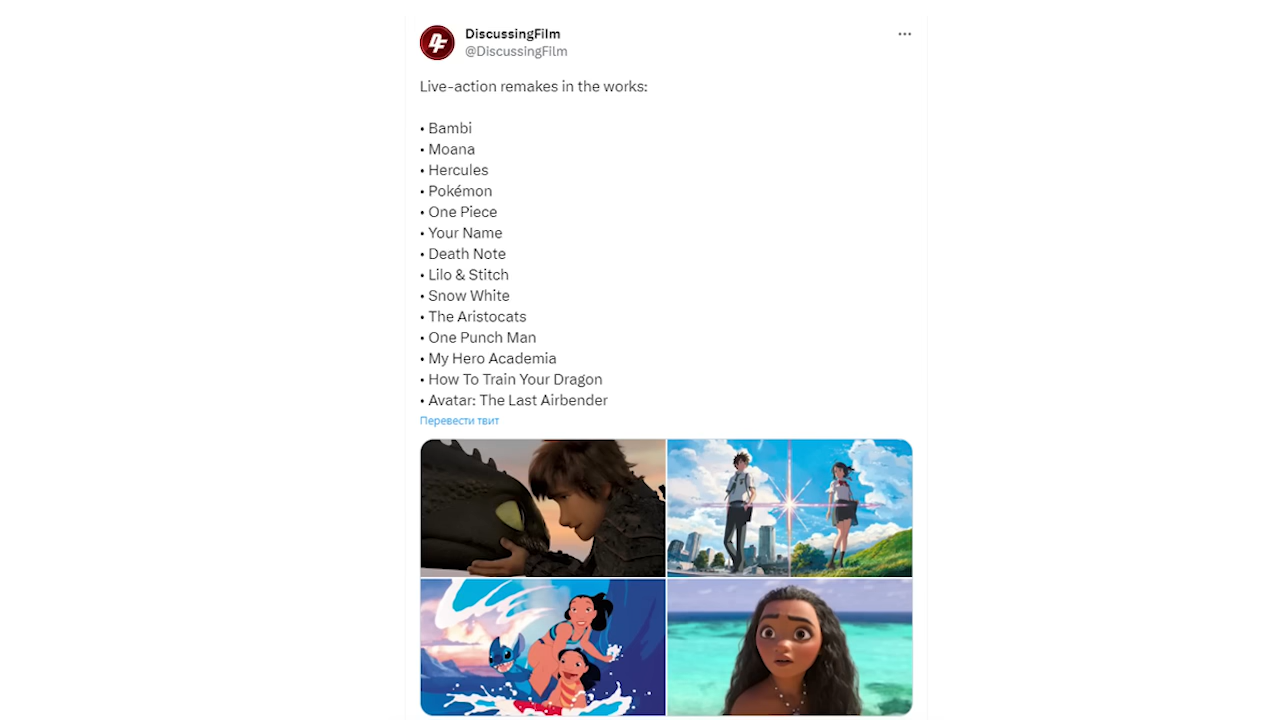 DiscussingFilm
@DiscussingFilm
Live-action remakes in the works:
• Bambi
• Moana
• Hercules
• Pokémon
• One Piece
• Your Name
• Death Note
• Lilo & Stitch
• Snow White
• The Aristocats
• One Punch Man
• My Hero Academia
• How To Train Your Dragon
• Avatar: The Last Airbender
Перевести твит